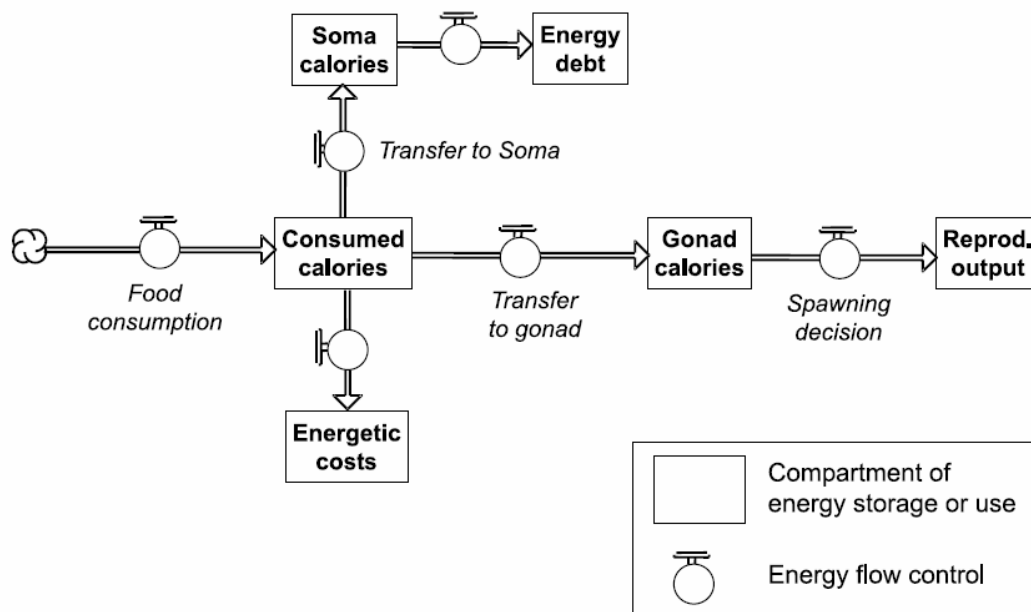 Soma
calories
Energy
debt
Transfer to Soma
Consumed
calories
Gonad
calories
Reprod.
output
Food
consumption
Transfer
to gonad
Spawning
decision
Energetic
costs
Compartment of
energy storage or use
Energy flow control